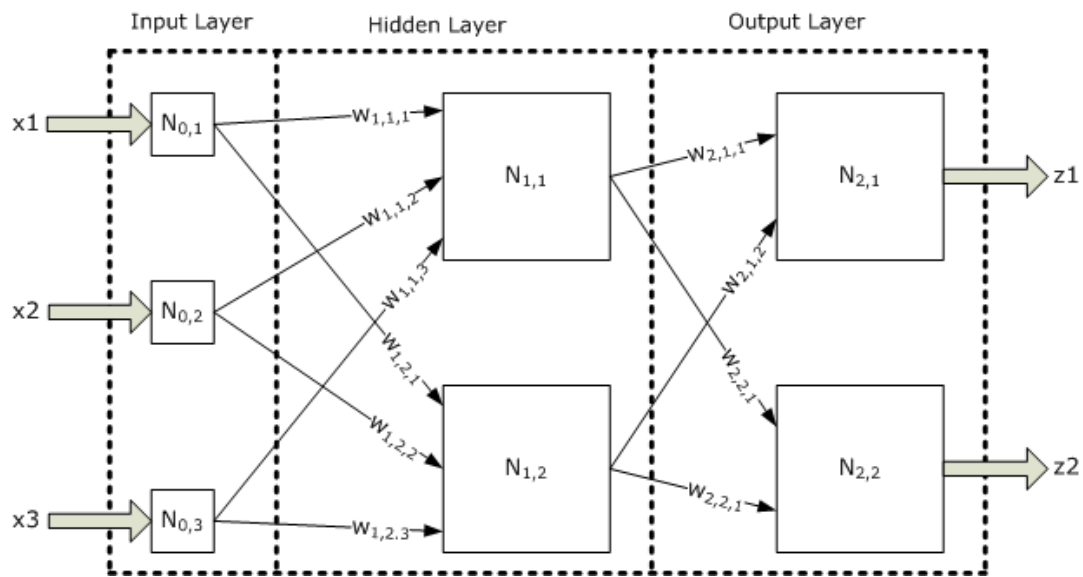 Input Layer
Hidden Layer
Output Layer
x1
N0,1
w1,1,1
N1,1
w2,1,1
N2,1
z1
w1,1,2
w1,1,3
w2,1,2
x2
N0,2
w1,2,1
w2,2,1
w1,2,2
N1,2
N2,2
z2
x3
N0,3
w1,2.3
w2,2,1